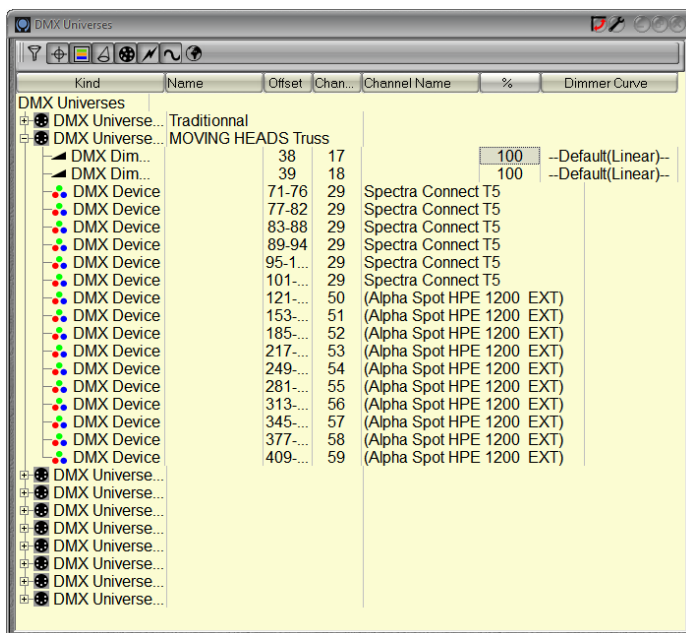 DMX Universes
Kind Name Offset Chan... Channel Name % Dimmer Curve
DMX Universes
DMX Universe... Traditionnal
DMX Universe... MOVING HEADS Truss
DMX Dim... 38 17 100 --Default(Linear)--
DMX Dim... 39 18 100 --Default(Linear)--
DMX Device 71-76 29 Spectra Connect T5
DMX Device 77-82 29 Spectra Connect T5
DMX Device 83-88 29 Spectra Connect T5
DMX Device 89-94 29 Spectra Connect T5
DMX Device 95-1... 29 Spectra Connect T5
DMX Device 101-... 29 Spectra Connect T5
DMX Device 121-... 50 (Alpha Spot HPE 1200 EXT)
DMX Device 153-... 51 (Alpha Spot HPE 1200 EXT)
DMX Device 185-... 52 (Alpha Spot HPE 1200 EXT)
DMX Device 217-... 53 (Alpha Spot HPE 1200 EXT)
DMX Device 249-... 54 (Alpha Spot HPE 1200 EXT)
DMX Device 281-... 55 (Alpha Spot HPE 1200 EXT)
DMX Device 313-... 56 (Alpha Spot HPE 1200 EXT)
DMX Device 345-... 57 (Alpha Spot HPE 1200 EXT)
DMX Device 377-... 58 (Alpha Spot HPE 1200 EXT)
DMX Device 409-... 59 (Alpha Spot HPE 1200 EXT)
DMX Universe...
DMX Universe...
DMX Universe...
DMX Universe...
DMX Universe...
DMX Universe...
DMX Universe...
DMX Universe...